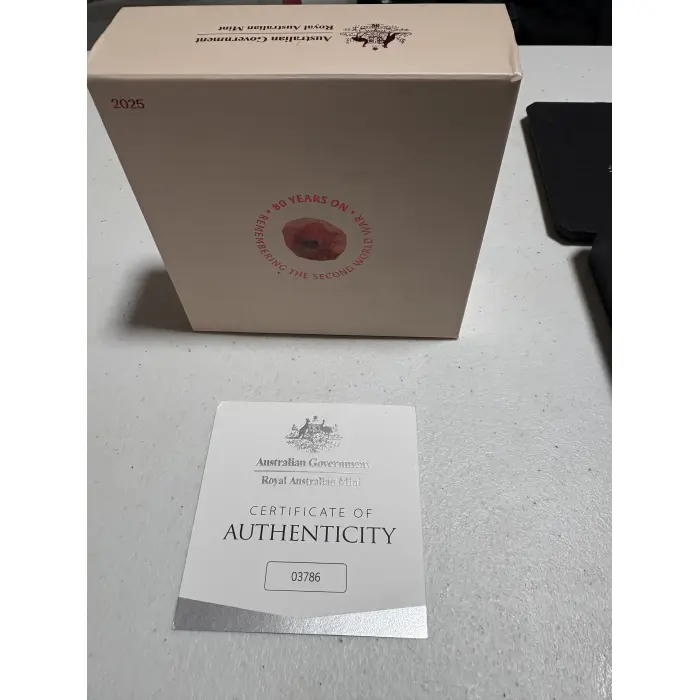 Australian Government
Royal Australian Mint
2025
• 80 YEARS ON •
REMEMBERING THE SECOND WORLD WAR
Australian Government
Royal Australian Mint
CERTIFICATE OF
AUTHENTICITY
03786